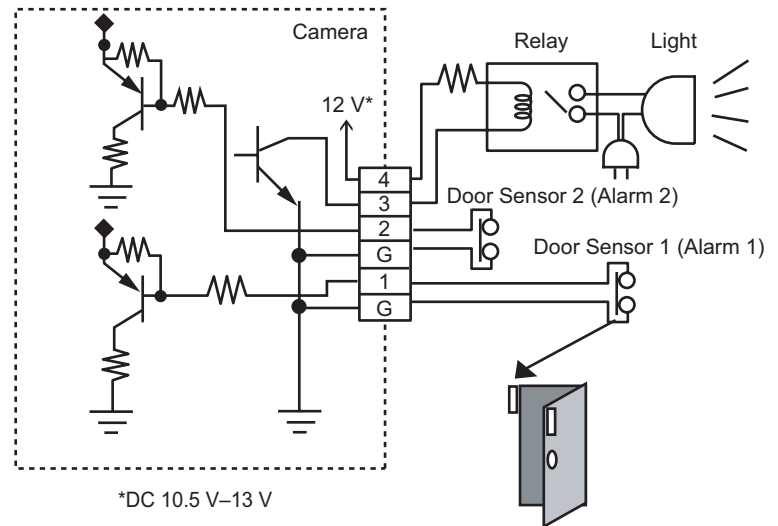 Camera
Relay
Light
12 V*
4
3
2
G
1
G
Door Sensor 2 (Alarm 2)
Door Sensor 1 (Alarm 1)
*DC 10.5 V–13 V